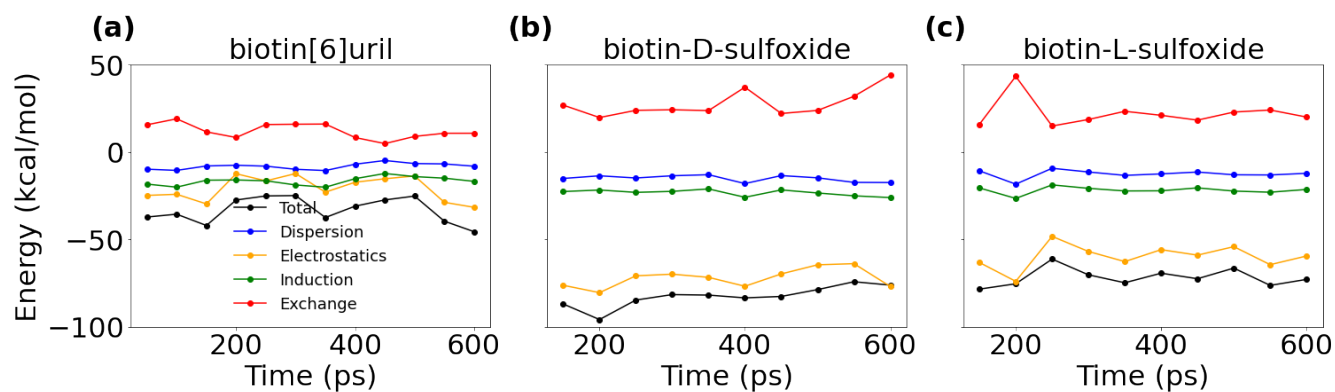 (a)
biotin[6]uril
(b)
biotin-D-sulfoxide
(c)
biotin-L-sulfoxide
Energy (kcal/mol)
50
0
−50
−100
Total
Dispersion
Electrostatics
Induction
Exchange
200 400 600
200 400 600
200 400 600
Time (ps)
Time (ps)
Time (ps)